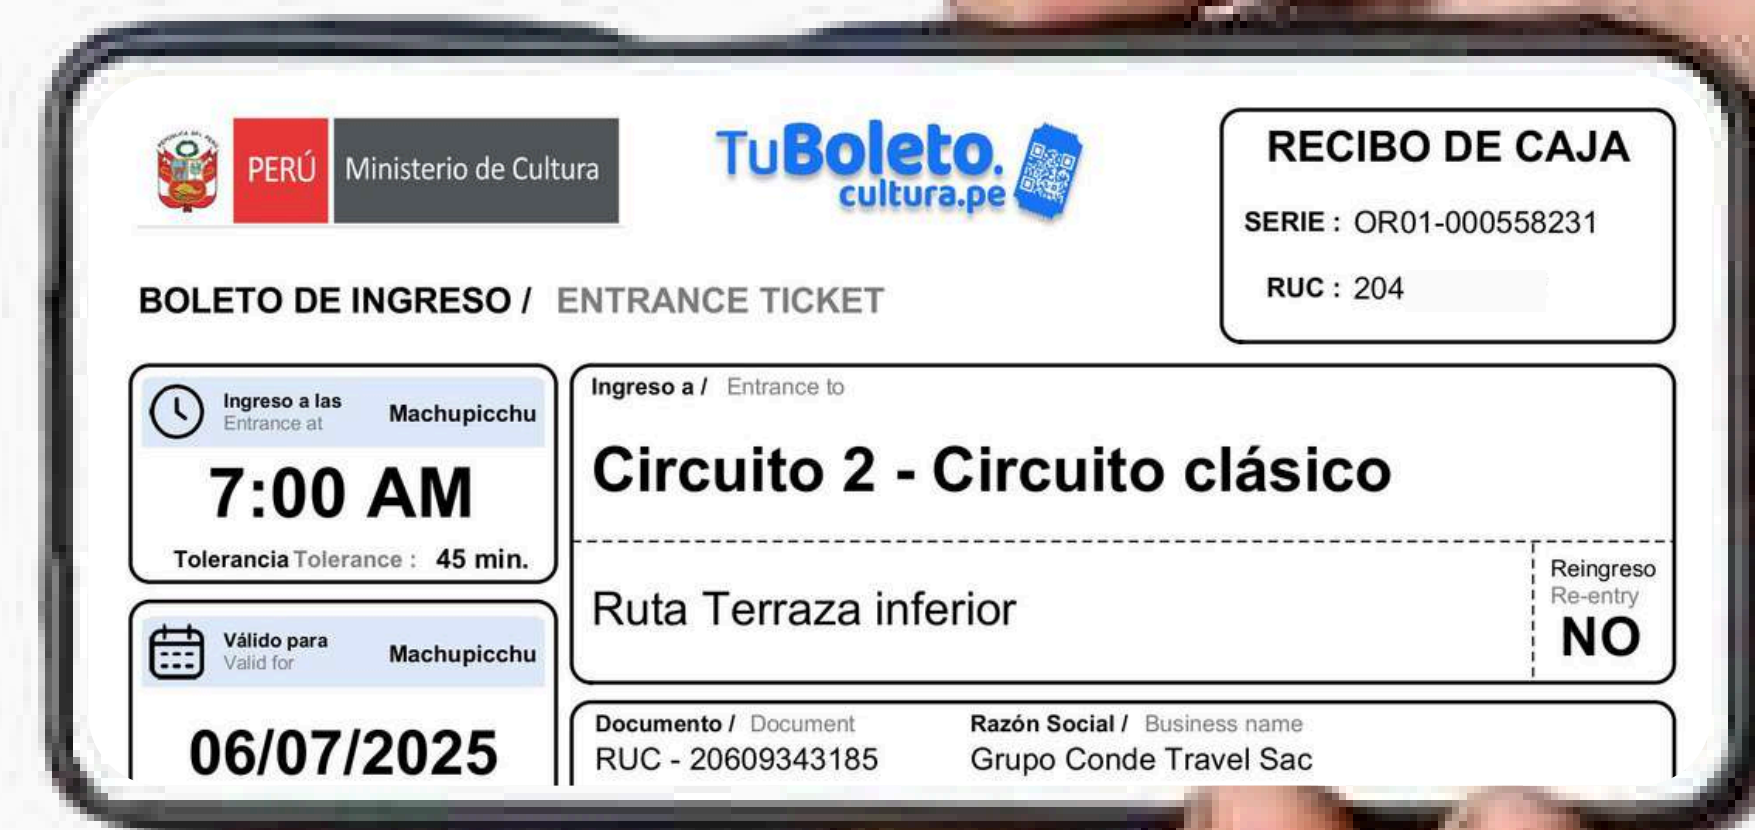 PERÚ Ministerio de Cultura
TuBoleto.
cultura.pe
RECIBO DE CAJA
SERIE : OR01-000558231
RUC : 204
BOLETO DE INGRESO / ENTRANCE TICKET
Ingreso a las
Entrance at
Machupicchu
7:00 AM
Tolerancia Tolerance : 45 min.
Ingreso a / Entrance to
Circuito 2 - Circuito clásico
Ruta Terraza inferior
Reingreso
Re-entry
NO
Válido para
Valid for
Machupicchu
06/07/2025
Documento / Document
RUC - 20609343185
Razón Social / Business name
Grupo Conde Travel Sac